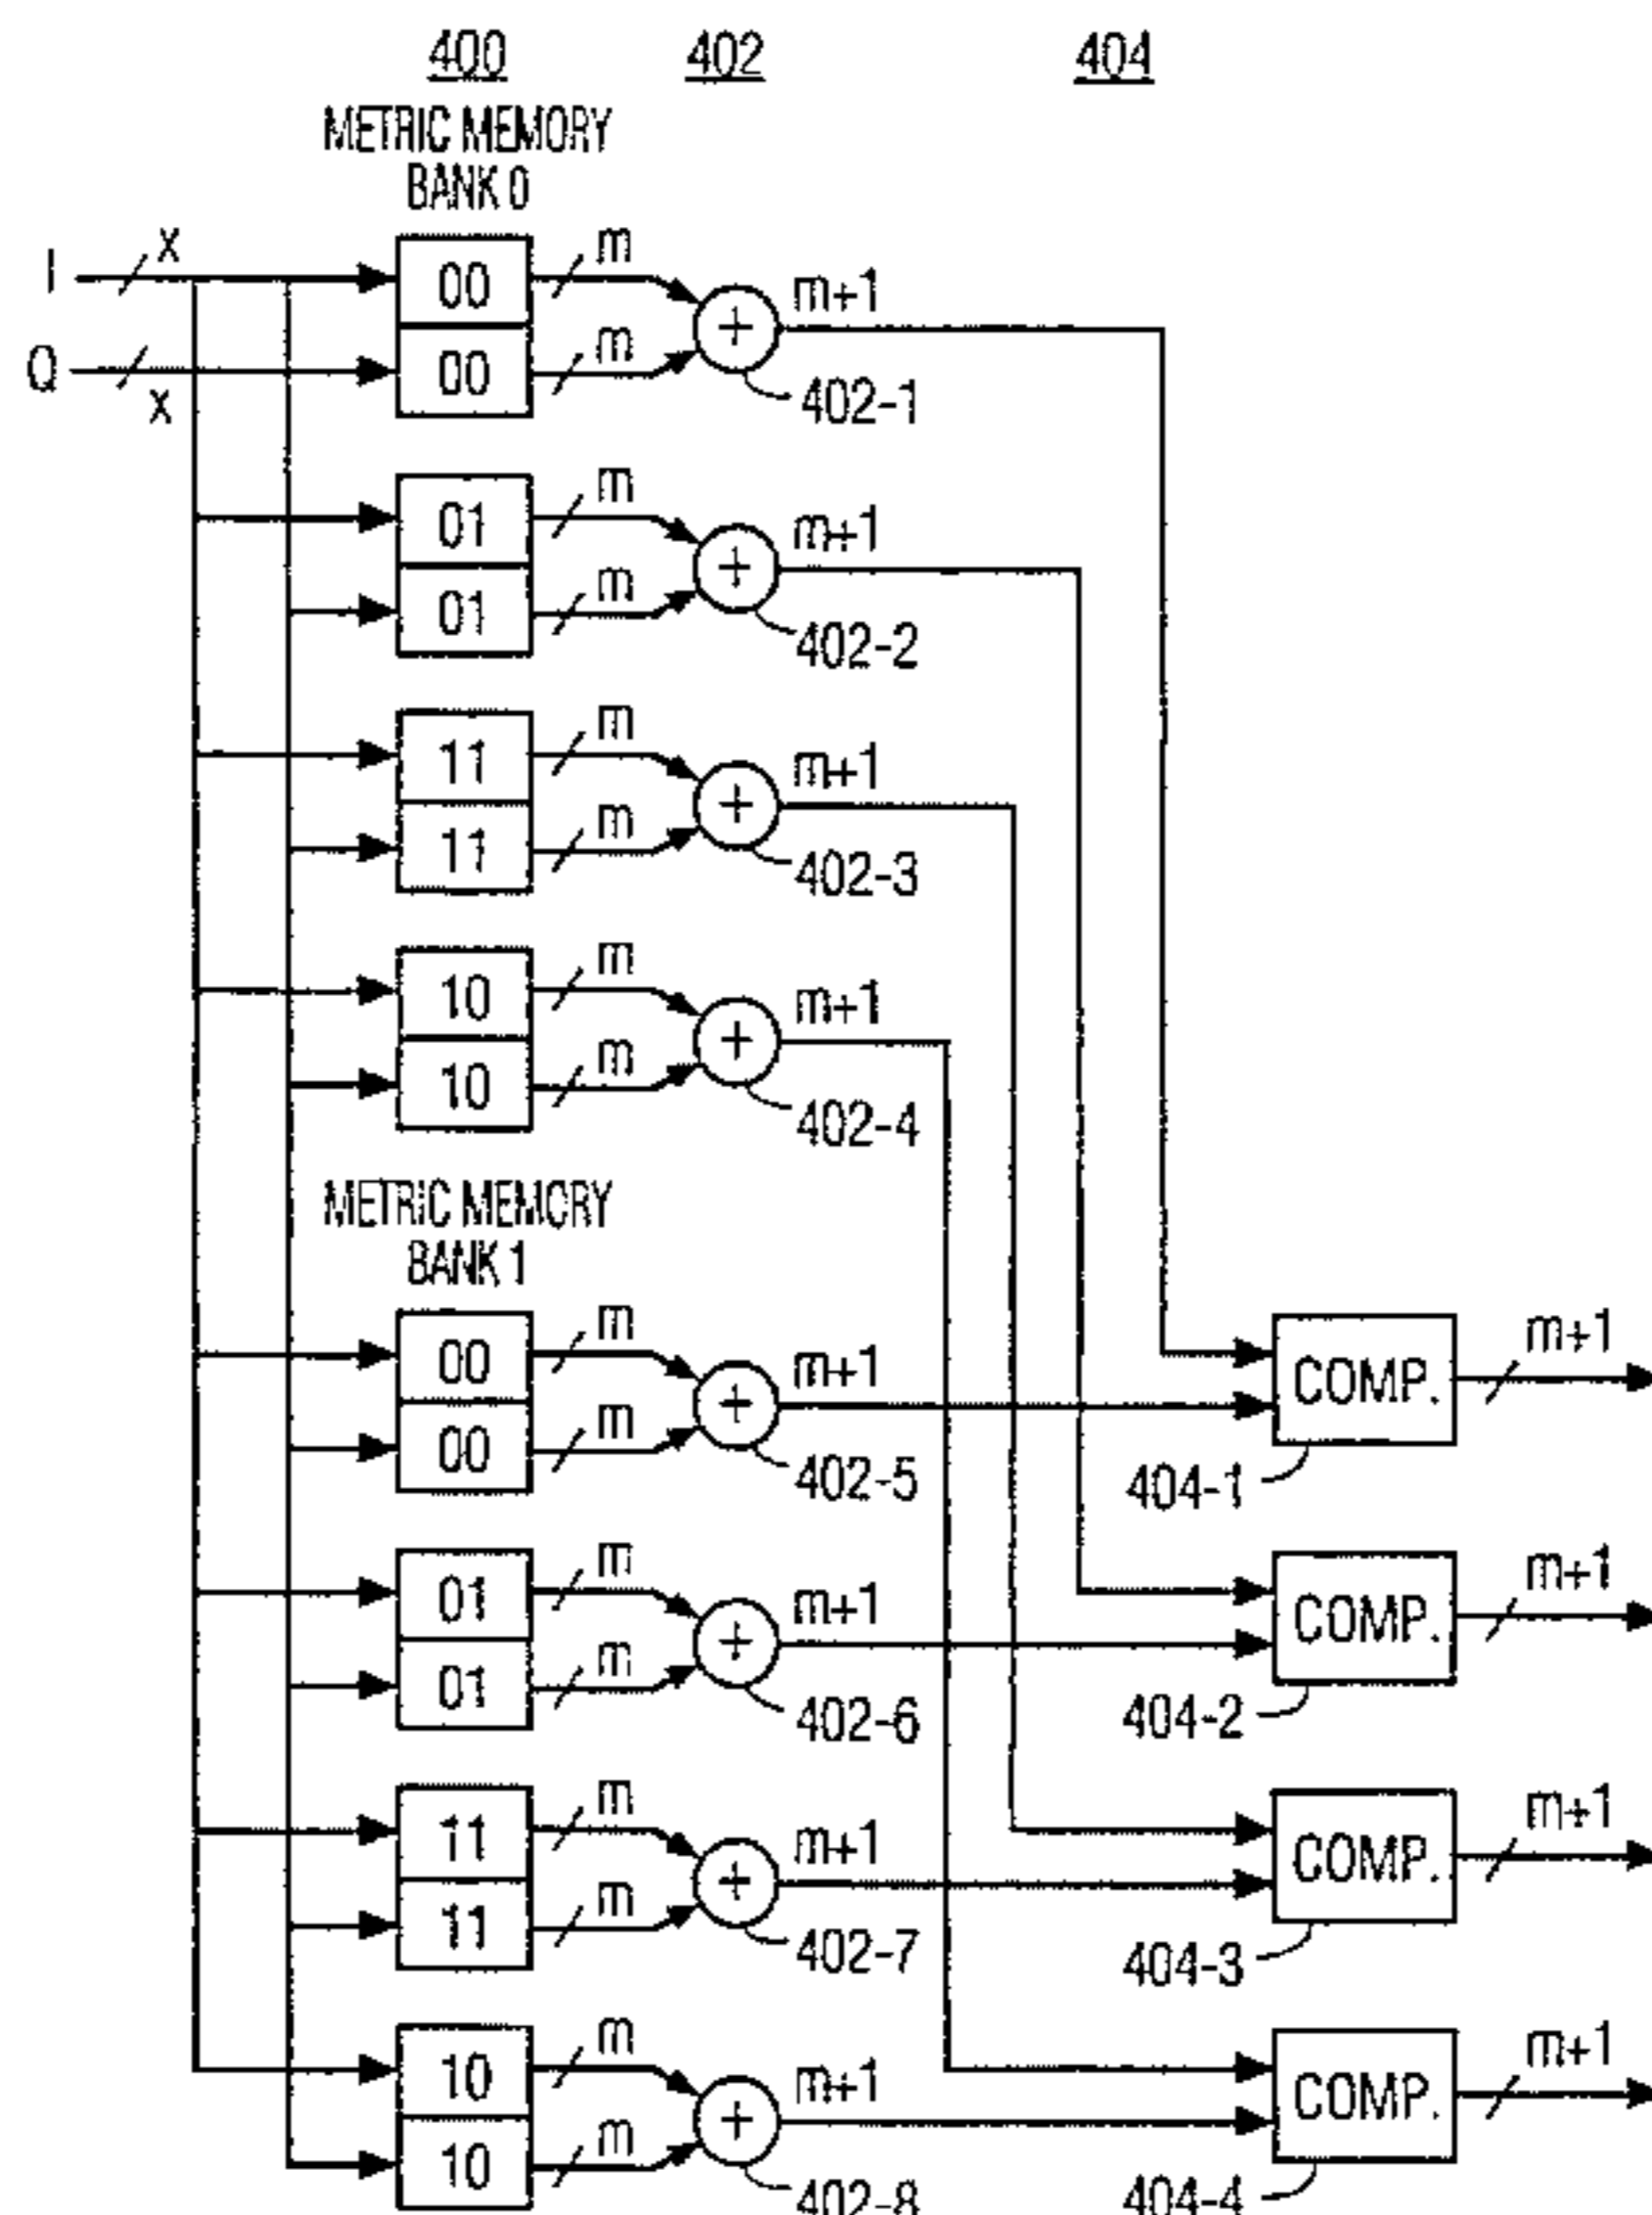 400 402 404
METRIC MEMORY
BANK 0
I x 00 m m+1
Q x 00 m 402-1
01 m m+1
01 m 402-2
11 m m+1
11 m 402-3
10 m m+1
10 m 402-4
METRIC MEMORY
BANK 1
00 m m+1 COMP. m+1
00 m 402-5 404-1
01 m m+1 COMP. m+1
01 m 402-6 404-2
11 m m+1 COMP. m+1
11 m 402-7 404-3
10 m m+1 COMP. m+1
10 m 402-8 404-4